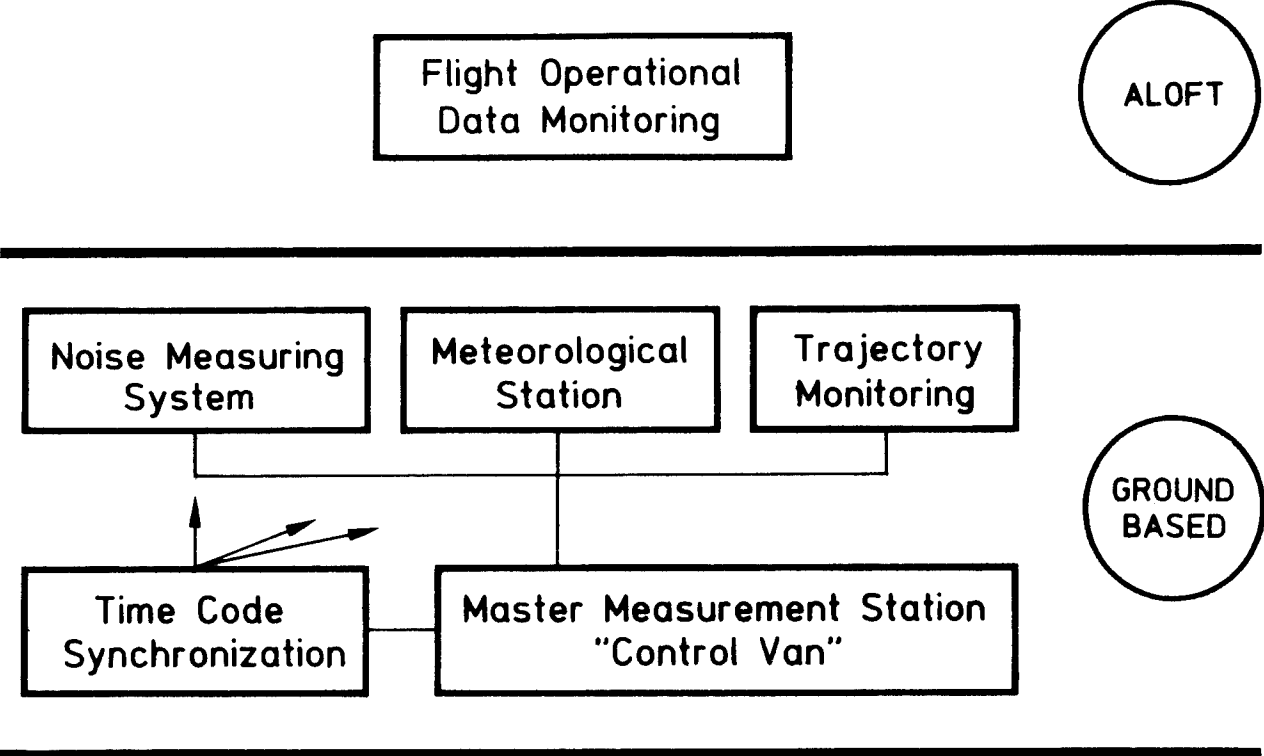 Flight Operational
Data Monitoring
ALOFT
Noise Measuring
System
Meteorological
Station
Trajectory
Monitoring
GROUND
BASED
Time Code
Synchronization
Master Measurement Station
"Control Van"